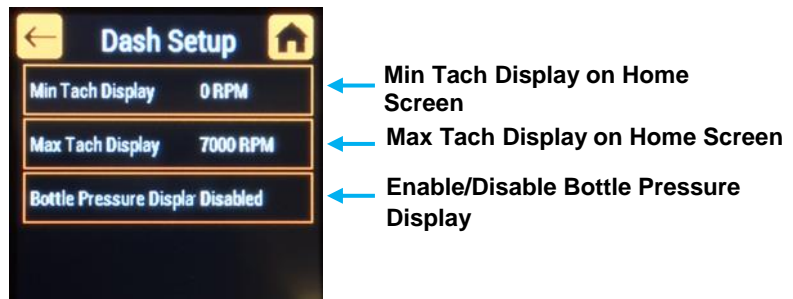 Dash Setup
Min Tach Display 0 RPM
Max Tach Display 7000 RPM
Bottle Pressure Displa Disabled
Min Tach Display on Home
Screen
Max Tach Display on Home Screen
Enable/Disable Bottle Pressure
Display